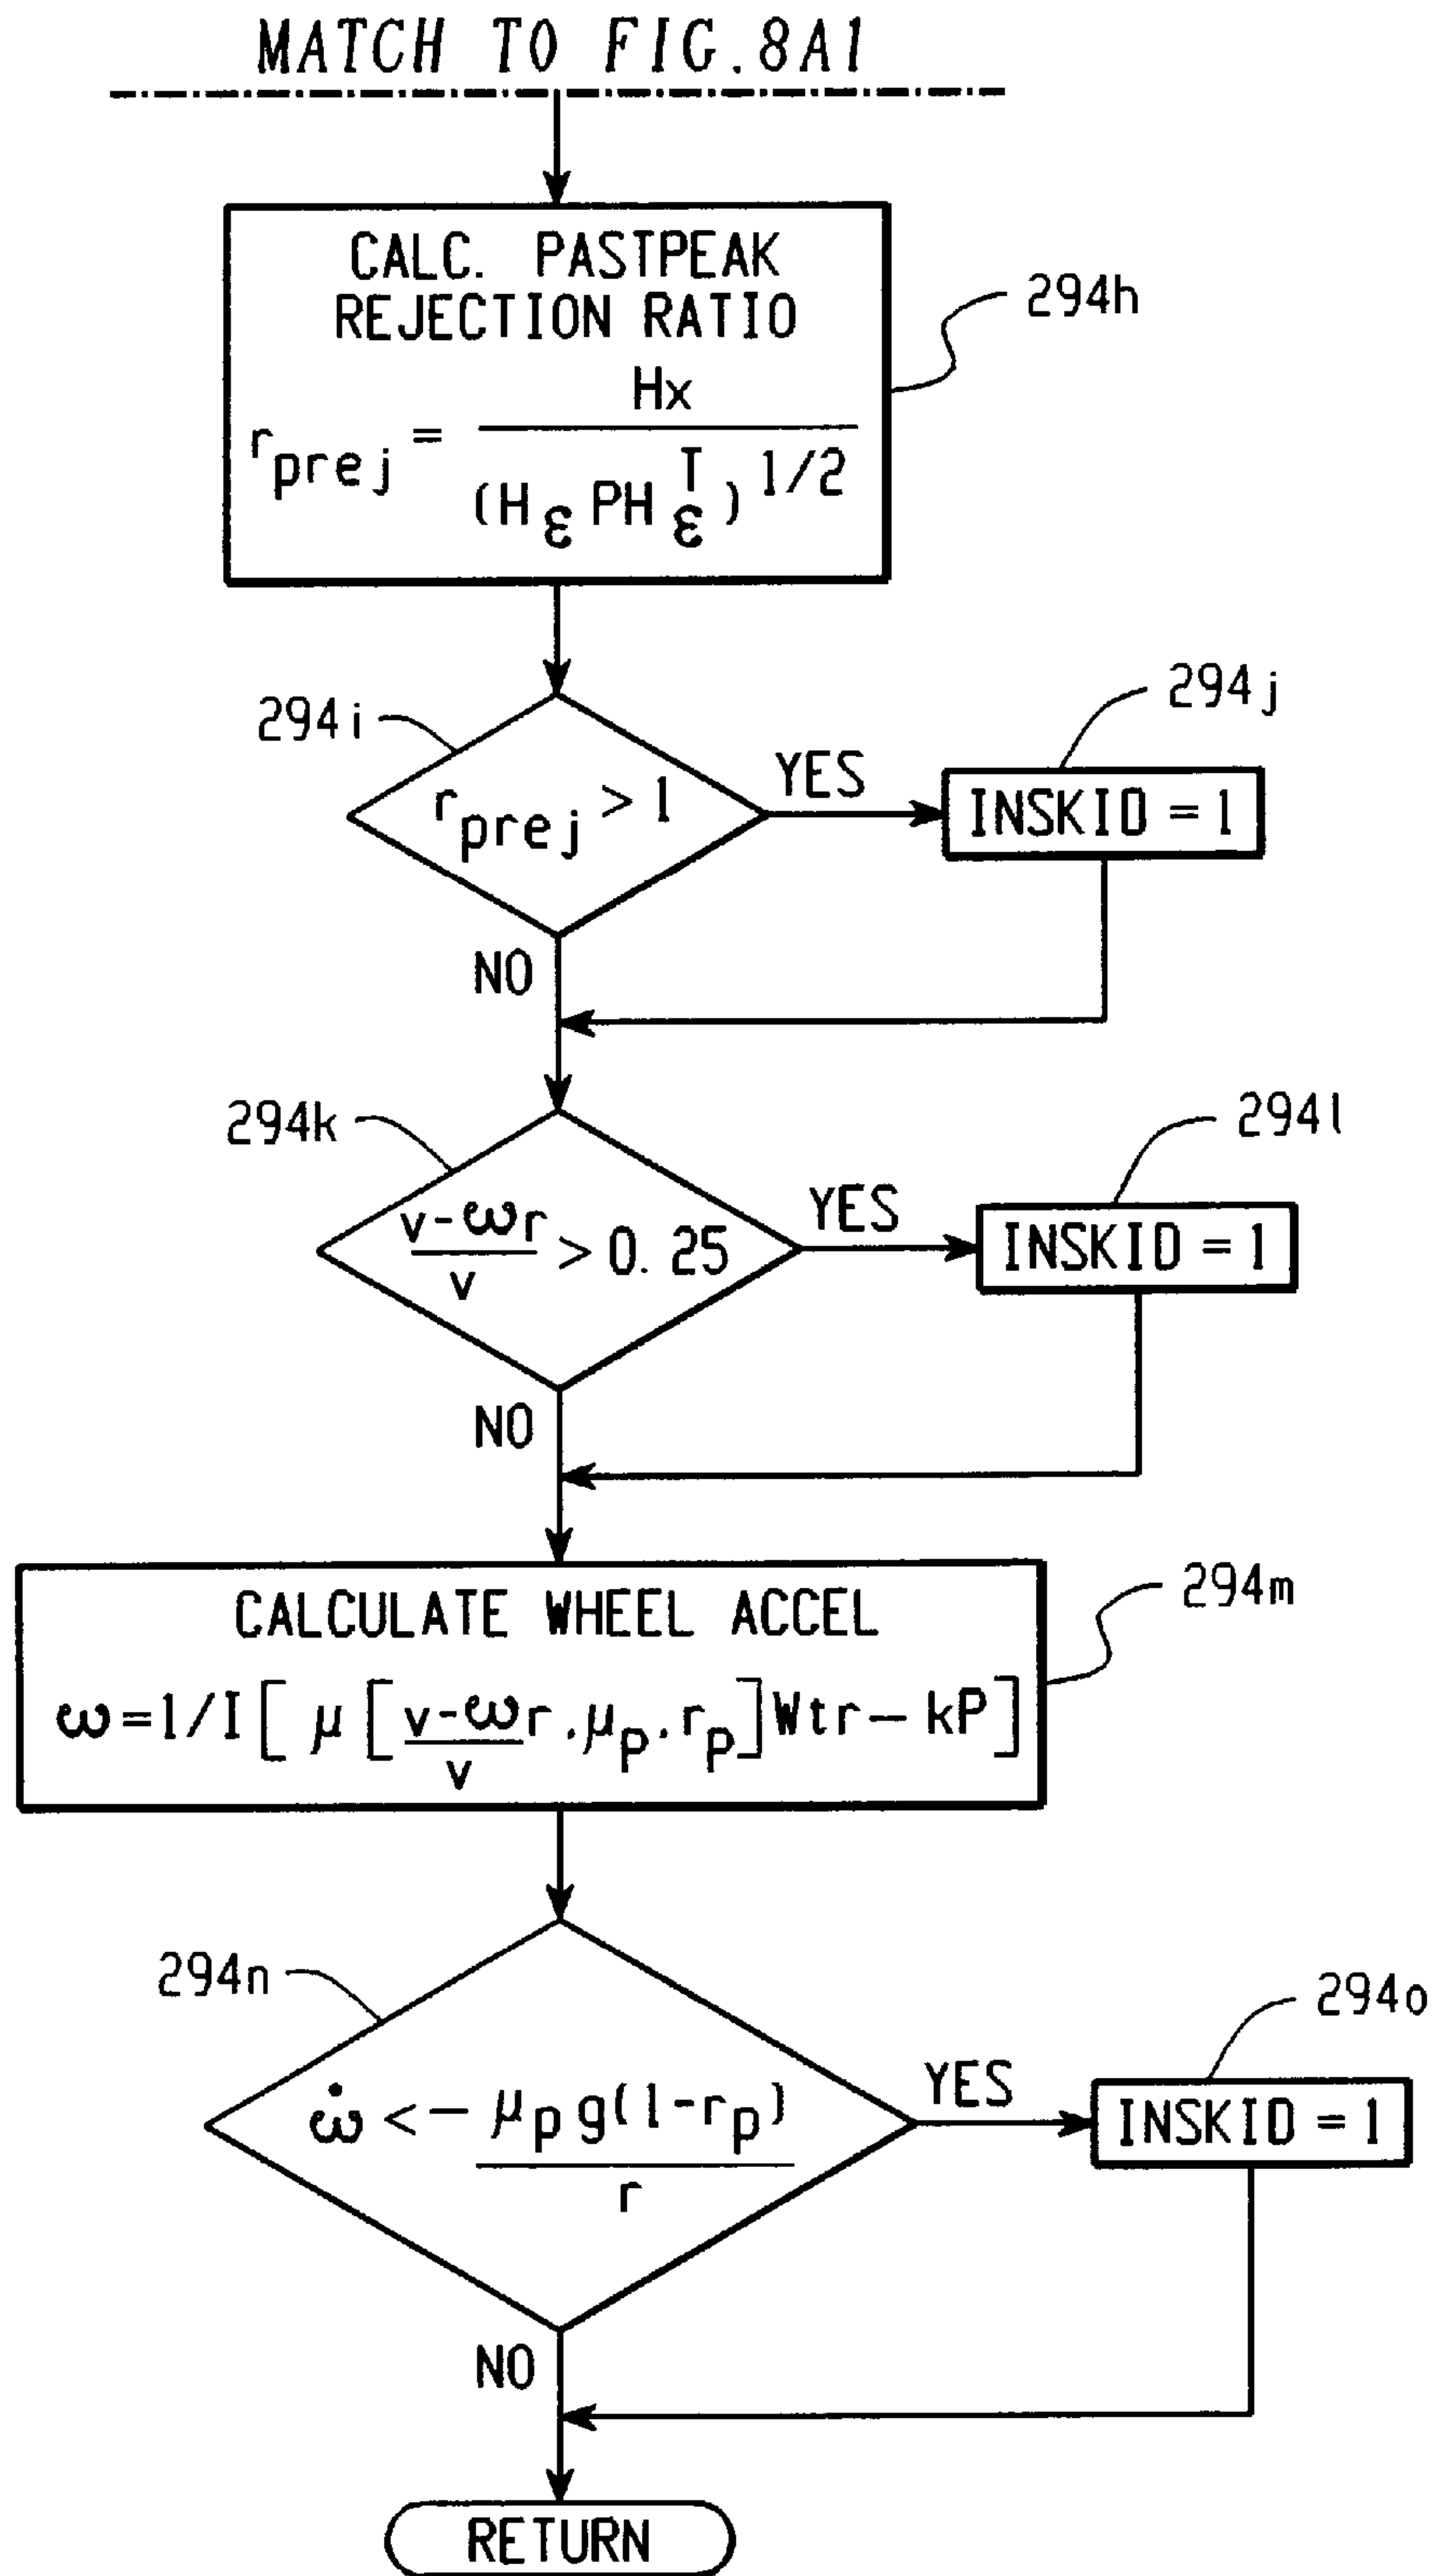 MATCH TO FIG.8A1
CALC. PASTPEAK
REJECTION RATIO
r_prej = Hx / (H_ε PH_ε^T)^1/2
294h
294i
r_prej > 1
YES
294j
INSKID = 1
NO
294k
(v-ωr)/v > 0.25
YES
294l
INSKID = 1
NO
CALCULATE WHEEL ACCEL
ω=1/I[ μ[(v-ω)/v r, μ_p, r_p]Wtr - kP]
294m
294n
ω̇ < - μ_p g(1-r_p) / r
YES
294o
INSKID = 1
NO
RETURN